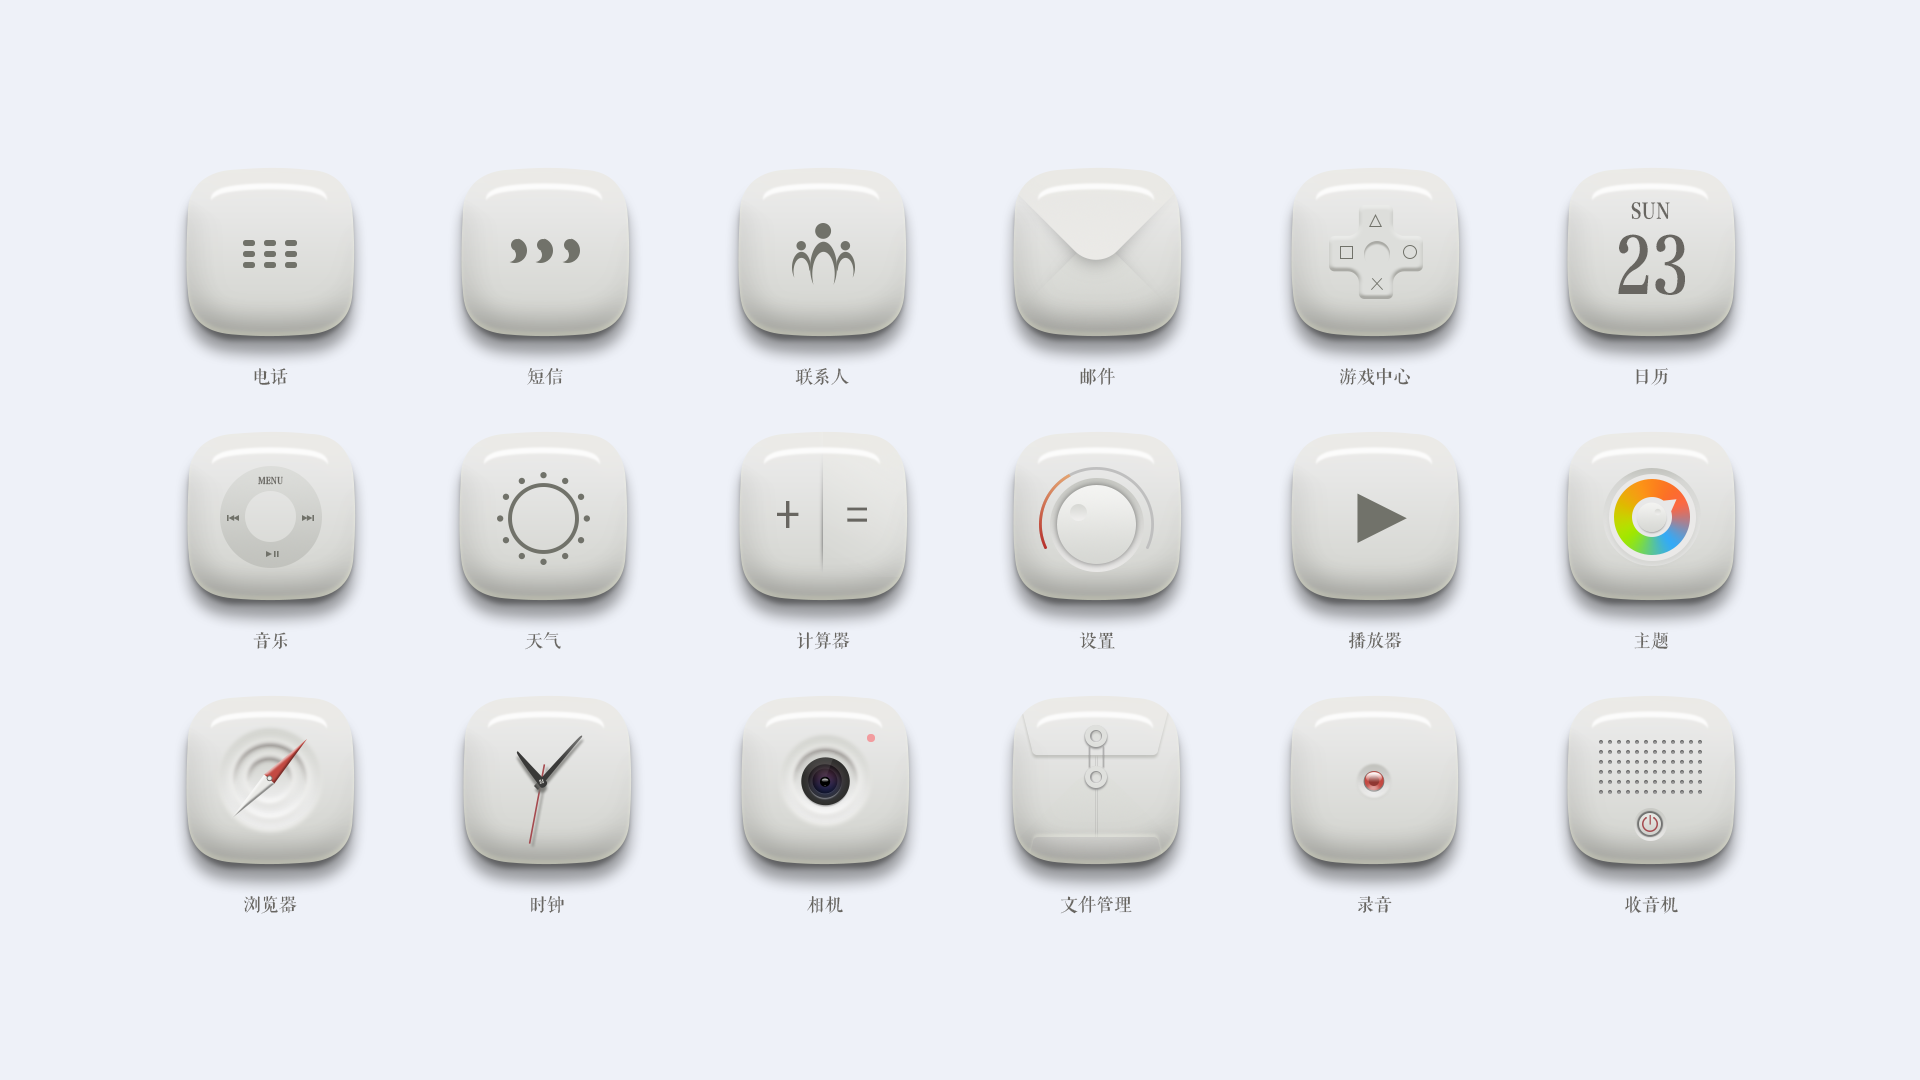 SUN
23
电话
短信
联系人
邮件
游戏中心
日历
MENU
+
=
音乐
天气
计算器
设置
播放器
主题
浏览器
时钟
相机
文件管理
录音
收音机